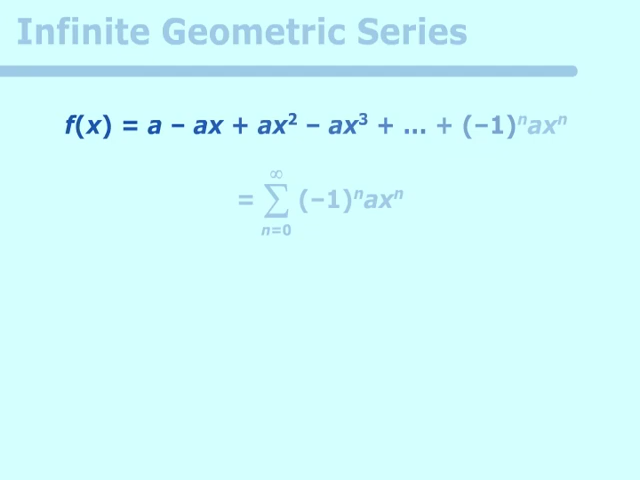 Infinite Geometric Series
f(x) = a – ax + ax² – ax³ + ... + (–1)ⁿaxⁿ
∞
= ∑ (–1)ⁿaxⁿ
n=0